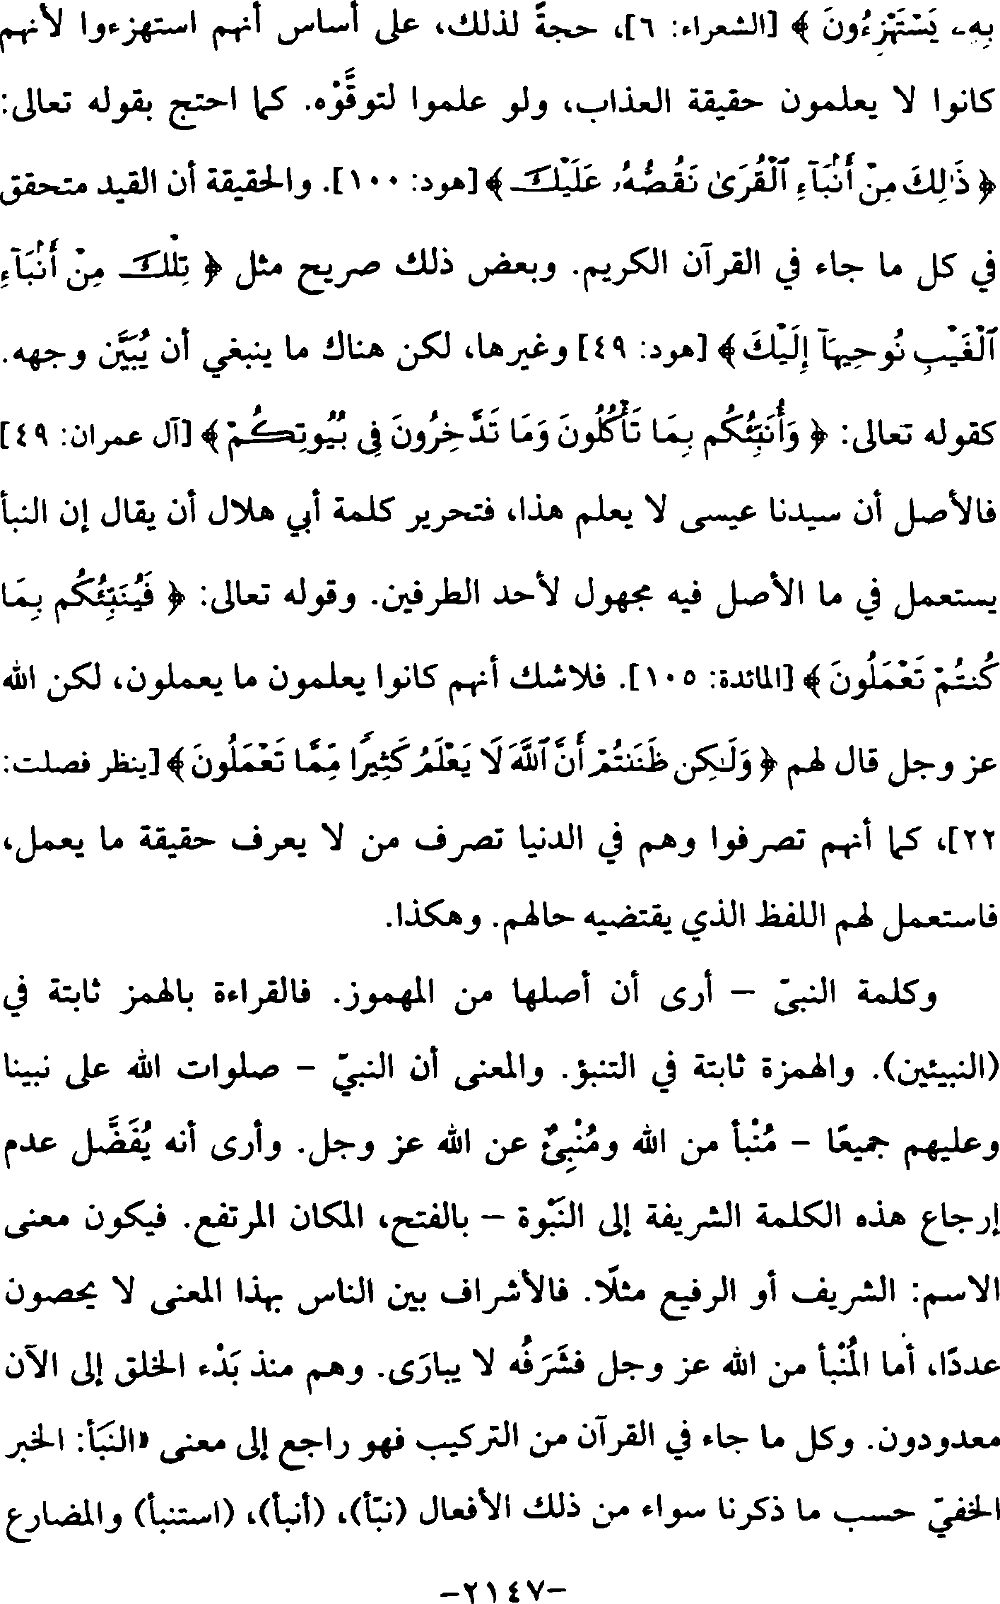 بِهِۦ يَسْتَهْزِءُونَ ﴾ [الشعراء: ٦]، حجةً لذلك، على أساس أنهم استهزءوا لأنهم
كانوا لا يعلمون حقيقة العذاب، ولو علموا لتوقَّوْه. كما احتج بقوله تعالى:
﴿ ذَٰلِكَ مِنْ أَنۢبَآءِ ٱلْقُرَىٰ نَقُصُّهُۥ عَلَيْكَ ﴾ [هود: ١٠٠]. والحقيقة أن القيد متحقق
في كل ما جاء في القرآن الكريم. وبعض ذلك صريح مثل ﴿ تِلْكَ مِنْ أَنۢبَآءِ
ٱلْغَيْبِ نُوحِيهَآ إِلَيْكَ ﴾ [هود: ٤٩] وغيرها، لكن هناك ما ينبغي أن يُبَيَّن وجهه.
كقوله تعالى: ﴿ وَأُنَبِّئُكُم بِمَا تَأْكُلُونَ وَمَا تَدَّخِرُونَ فِى بُيُوتِكُمْ ﴾ [آل عمران: ٤٩]
فالأصل أن سيدنا عيسى لا يعلم هذا، فتحرير كلمة أبي هلال أن يقال إن النبأ
يستعمل في ما الأصل فيه مجهول لأحد الطرفين. وقوله تعالى: ﴿ فَيُنَبِّئُكُم بِمَا
كُنتُمْ تَعْمَلُونَ ﴾ [المائدة: ١٠٥]. فلاشك أنهم كانوا يعلمون ما يعملون، لكن الله
عز وجل قال لهم ﴿ وَلَـٰكِن ظَنَنتُمْ أَنَّ ٱللَّهَ لَا يَعْلَمُ كَثِيرًا مِّمَّا تَعْمَلُونَ ﴾ [ينظر فصلت:
٢٢]، كما أنهم تصرفوا وهم في الدنيا تصرف من لا يعرف حقيقة ما يعمل،
فاستعمل لهم اللفظ الذي يقتضيه حالهم. وهكذا.
وكلمة النبىّ – أرى أن أصلها من المهموز. فالقراءة بالهمز ثابتة في
(النبيئين). والهمزة ثابتة في التنبؤ. والمعنى أن النبيّ – صلوات الله على نبينا
وعليهم جميعًا – مُنْبأ من الله ومُنْبِئٌ عن الله عز وجل. وأرى أنه يُفَضَّل عدم
إرجاع هذه الكلمة الشريفة إلى النَبْوة – بالفتح، المكان المرتفع. فيكون معنى
الاسم: الشريف أو الرفيع مثلًا. فالأشراف بين الناس بهذا المعنى لا يحصون
عددًا، أما المُنْبأ من الله عز وجل فشَرَفُه لا يبارَى. وهم منذ بَدْء الخلق إلى الآن
معدودون. وكل ما جاء في القرآن من التركيب فهو راجع إلى معنى «النَبَأ: الخبر
الخفيّ حسب ما ذكرنا سواء من ذلك الأفعال (نبّأ)، (أنبأ)، (استنبأ) والمضارع
-٢١٤٧-